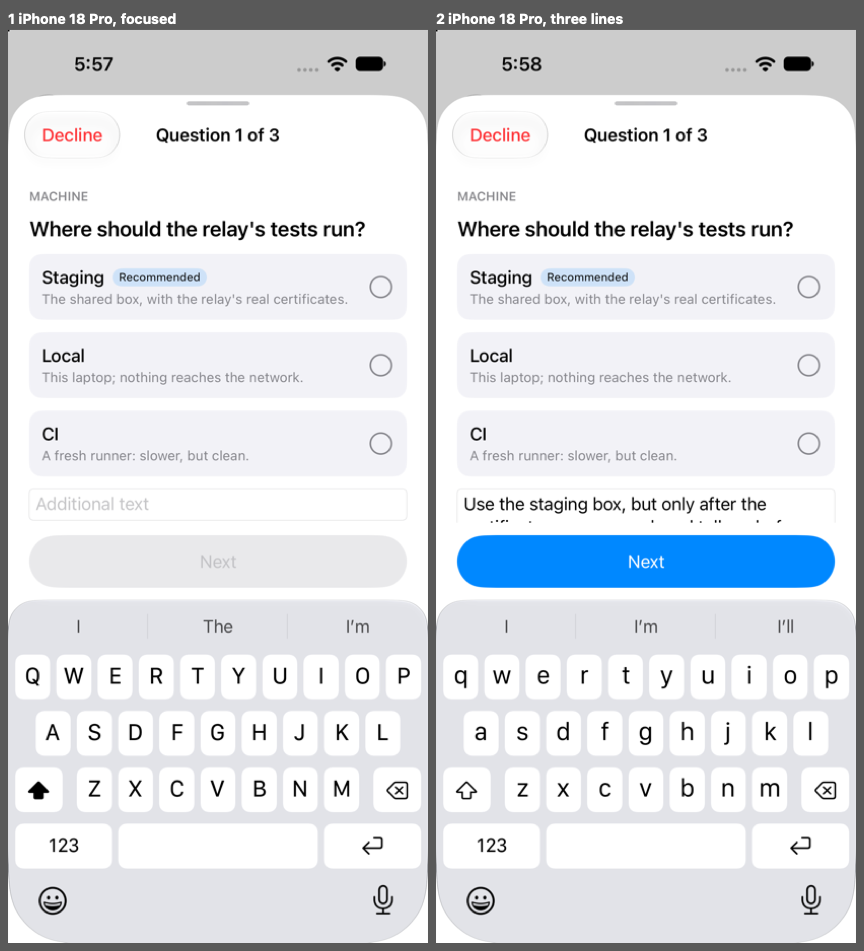 1 iPhone 18 Pro, focused
5:57
Decline
Question 1 of 3
MACHINE
Where should the relay's tests run?
Staging Recommended
The shared box, with the relay's real certificates.
Local
This laptop; nothing reaches the network.
CI
A fresh runner: slower, but clean.
Additional text
Next
I The I’m
Q W E R T Y U I O P
A S D F G H J K L
Z X C V B N M
123
2 iPhone 18 Pro, three lines
5:58
Decline
Question 1 of 3
MACHINE
Where should the relay's tests run?
Staging Recommended
The shared box, with the relay's real certificates.
Local
This laptop; nothing reaches the network.
CI
A fresh runner: slower, but clean.
Use the staging box, but only after the
Next
I I’m I’ll
q w e r t y u i o p
a s d f g h j k l
z x c v b n m
123